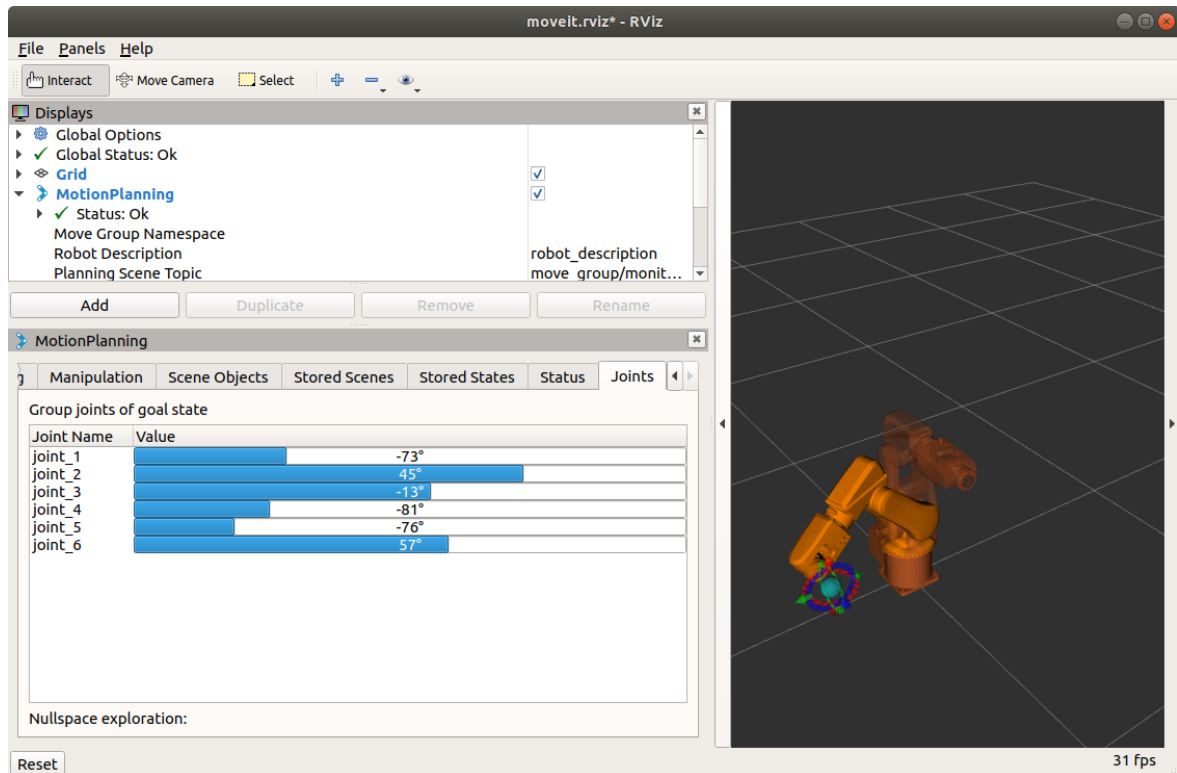 moveit.rviz* - RViz
File Panels Help
Interact Move Camera Select
Displays
Global Options
Global Status: Ok
Grid
MotionPlanning
Status: Ok
Move Group Namespace
Robot Description robot_description
Planning Scene Topic move_group/monit...
Add Duplicate Remove Rename
MotionPlanning
g Manipulation Scene Objects Stored Scenes Stored States Status Joints
Group joints of goal state
Joint Name Value
joint_1 -73°
joint_2 45°
joint_3 -13°
joint_4 -81°
joint_5 -76°
joint_6 57°
Nullspace exploration:
Reset 31 fps